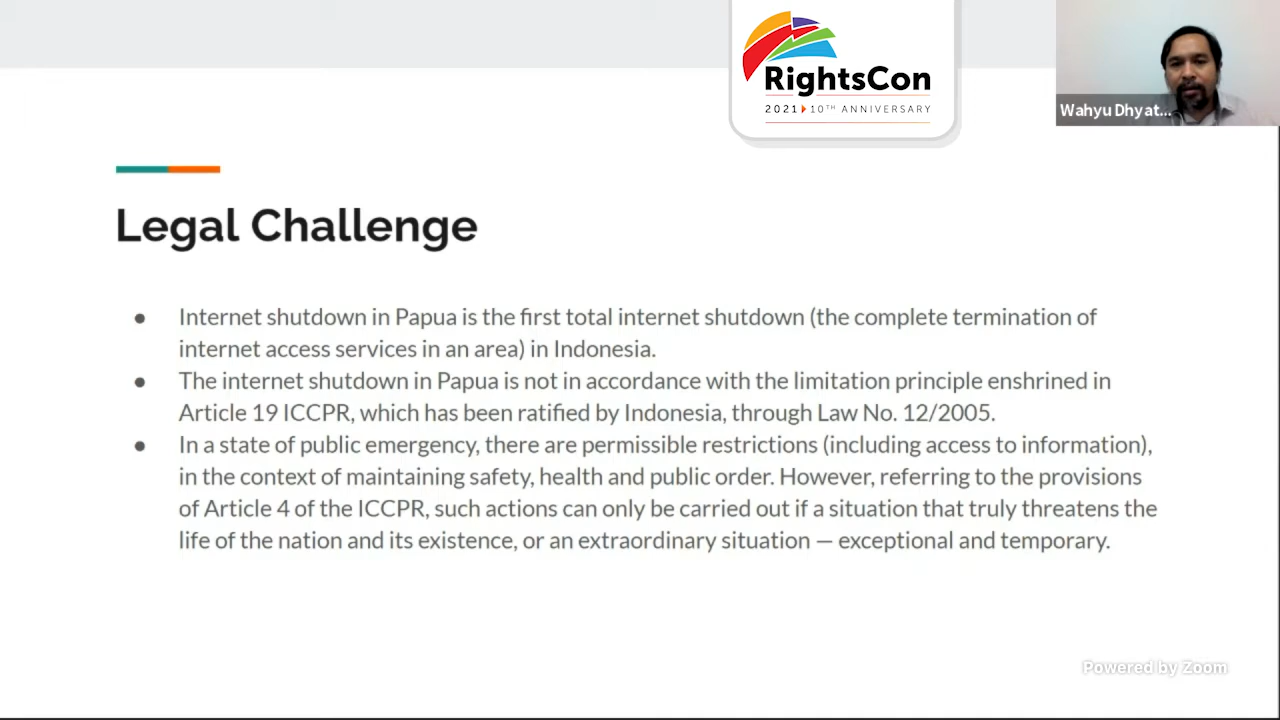 RightsCon
2021 10TH ANNIVERSARY
Wahyu Dhyat...
Legal Challenge
● Internet shutdown in Papua is the first total internet shutdown (the complete termination of
internet access services in an area) in Indonesia.
● The internet shutdown in Papua is not in accordance with the limitation principle enshrined in
Article 19 ICCPR, which has been ratified by Indonesia, through Law No. 12/2005.
● In a state of public emergency, there are permissible restrictions (including access to information),
in the context of maintaining safety, health and public order. However, referring to the provisions
of Article 4 of the ICCPR, such actions can only be carried out if a situation that truly threatens the
life of the nation and its existence, or an extraordinary situation — exceptional and temporary.
Powered by Zoom